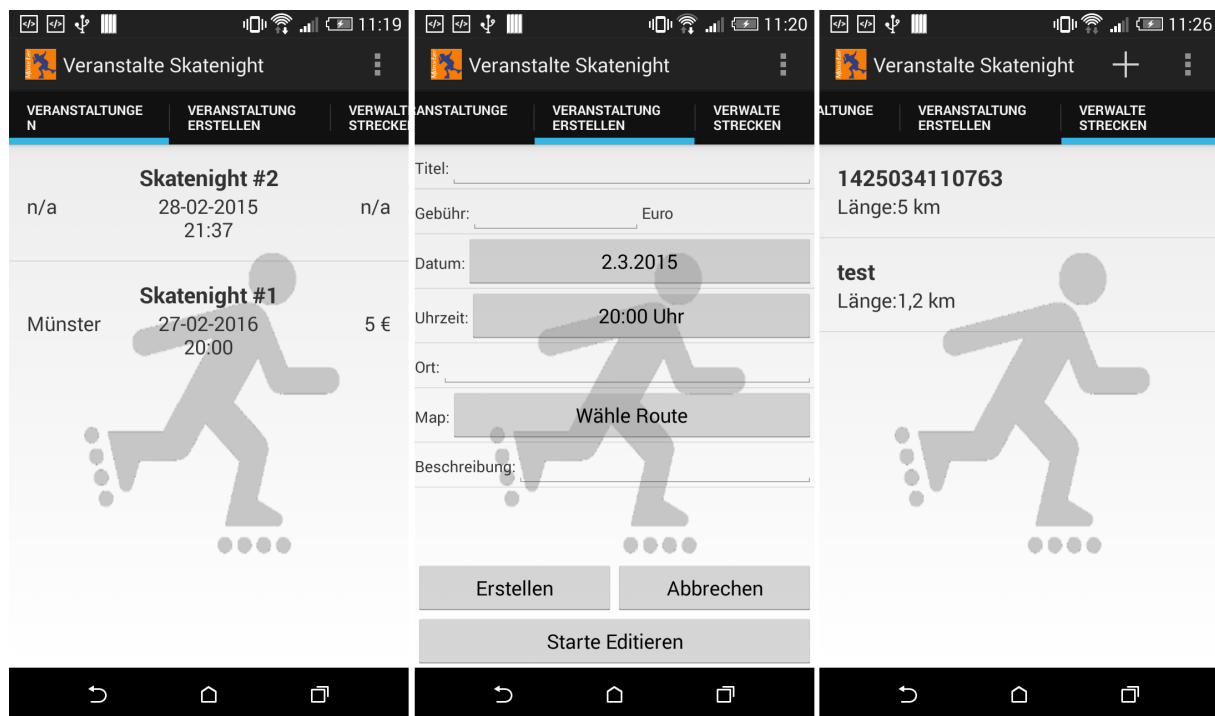 11:19
Veranstalte Skatenight
VERANSTALTUNGE
N
VERANSTALTUNG
ERSTELLEN
VERWALT
STRECKE
Skatenight #2
n/a
28-02-2015
n/a
21:37
Skatenight #1
Münster
27-02-2016
5 €
20:00
11:20
Veranstalte Skatenight
ANSTALTUNGE
VERANSTALTUNG
ERSTELLEN
VERWALTE
STRECKEN
Titel:
Gebühr:
Euro
Datum:
2.3.2015
Uhrzeit:
20:00 Uhr
Ort:
Map:
Wähle Route
Beschreibung:
Erstellen
Abbrechen
Starte Editieren
11:26
Veranstalte Skatenight
ALTUNGE
VERANSTALTUNG
ERSTELLEN
VERWALTE
STRECKEN
1425034110763
Länge:5 km
test
Länge:1,2 km